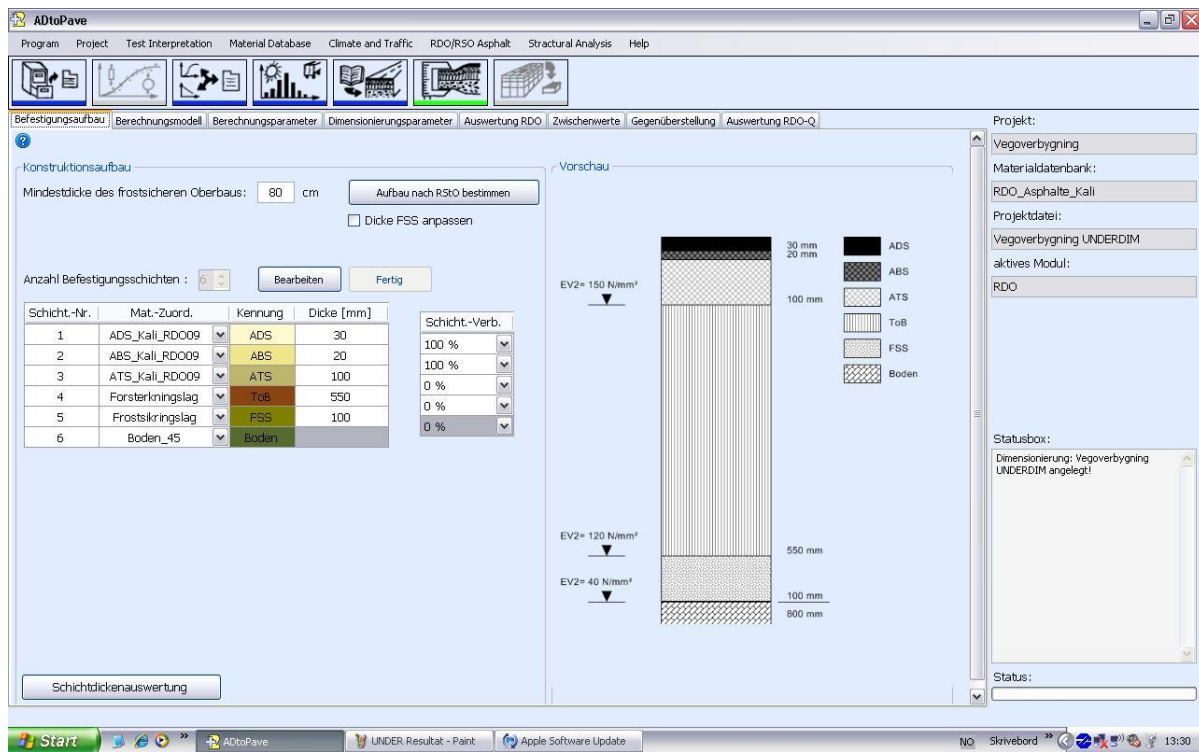 ADtoPave
Program Project Test Interpretation Material Database Climate and Traffic RDO/RSO Asphalt Stractural Analysis Help
Befestigungsaufbau Berechnungsmodell Berechnungsparameter Dimensionierungsparameter Auswertung RDO Zwischenwerte Gegenüberstellung Auswertung RDO-Q
Konstruktionsaufbau
Mindestdicke des frostsicheren Oberbaus: 80 cm Aufbau nach RStO bestimmen
Dicke FSS anpassen
Anzahl Befestigungsschichten : 6 Bearbeiten Fertig
Schicht.-Nr. Mat.-Zuord. Kennung Dicke [mm]
1 ADS_Kali_RDO09 ADS 30
2 ABS_Kali_RDO09 ABS 20
3 ATS_Kali_RDO09 ATS 100
4 Forsterkningslag ToB 550
5 Frostsikringslag FSS 100
6 Boden_45 Boden
Schicht.-Verb.
100 %
100 %
0 %
0 %
0 %
Schichtdickenauswertung
Vorschau
30 mm
20 mm
EV2= 150 N/mm²
100 mm
EV2= 120 N/mm²
550 mm
EV2= 40 N/mm²
100 mm
800 mm
ADS
ABS
ATS
ToB
FSS
Boden
Projekt:
Vegoverbygning
Materialdatenbank:
RDO_Asphalte_Kali
Projektdatei:
Vegoverbygning UNDERDIM
aktives Modul:
RDO
Statusbox:
Dimensionierung: Vegoverbygning
UNDERDIM angelegt!
Status:
Start ADtoPave UNDER Resultat - Paint Apple Software Update NO Skrivebord 13:30